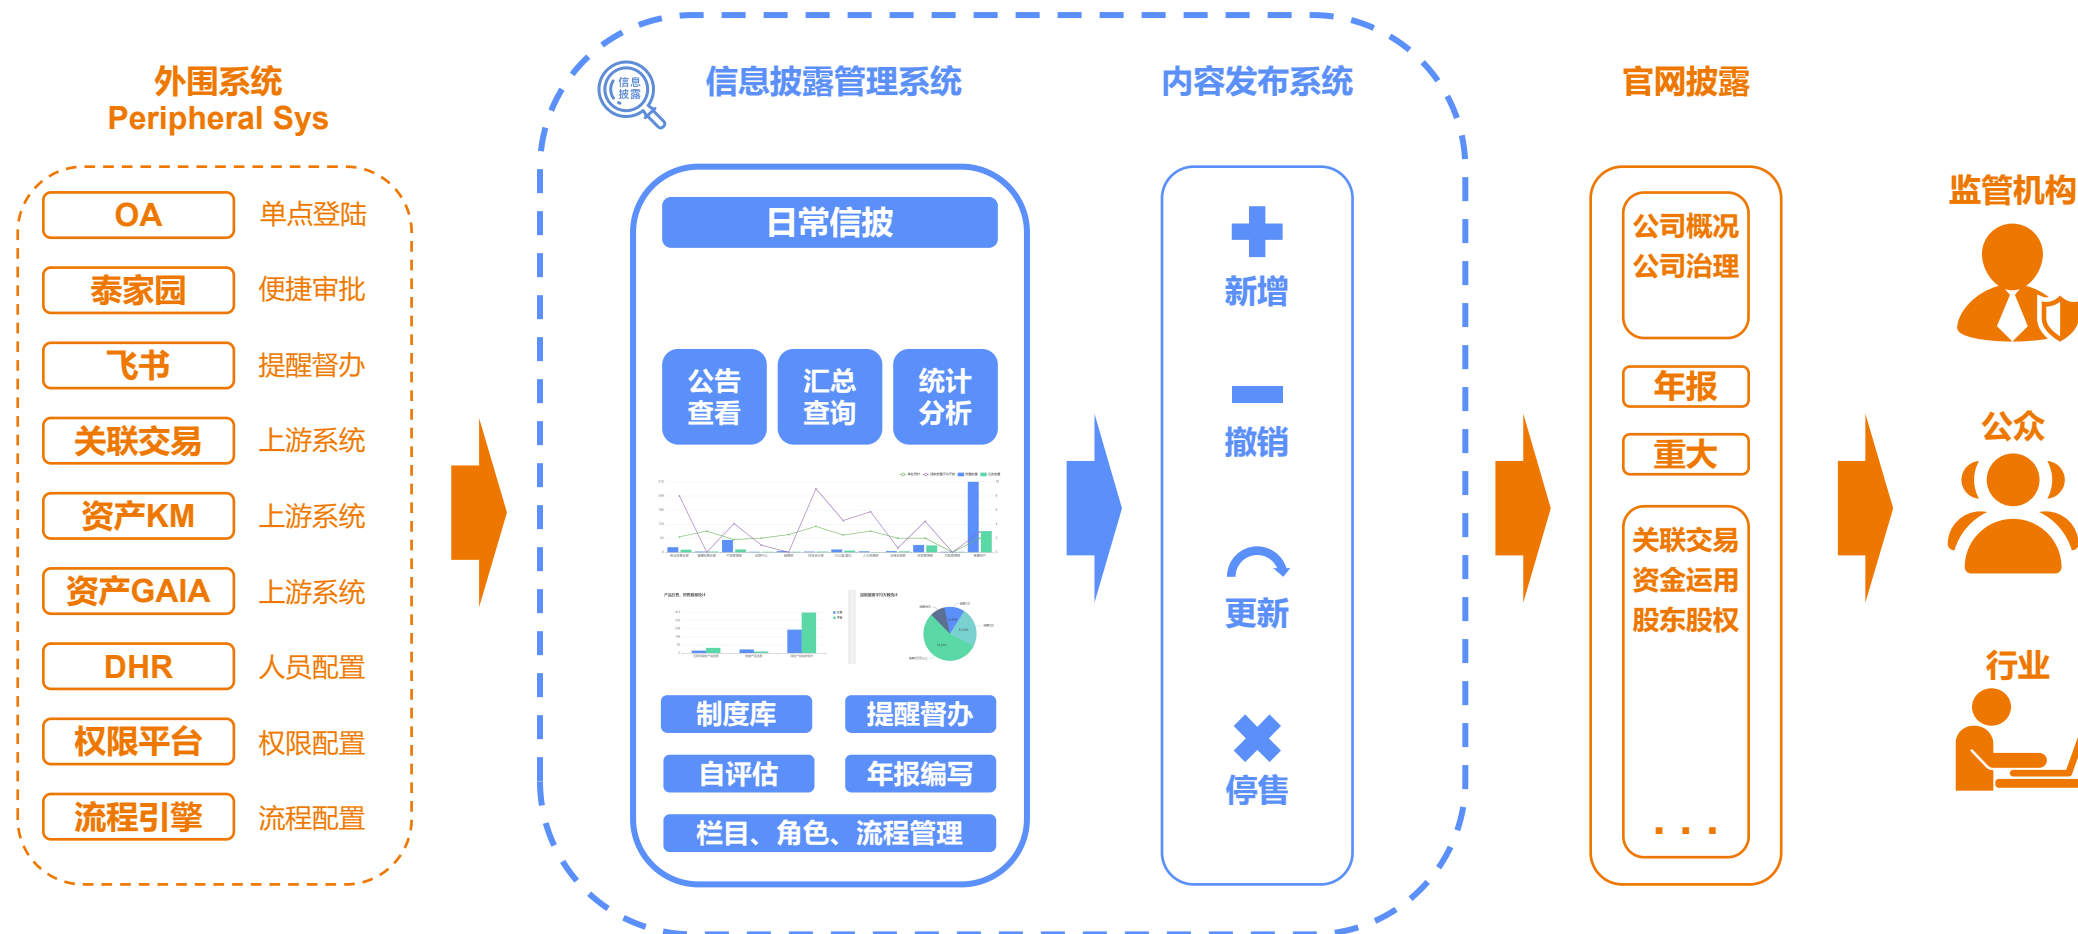 外围系统
Peripheral Sys
OA 单点登陆
泰家园 便捷审批
飞书 提醒督办
关联交易 上游系统
资产KM 上游系统
资产GAIA 上游系统
DHR 人员配置
权限平台 权限配置
流程引擎 流程配置
信息
披露
信息披露管理系统
日常信披
公告
查看
汇总
查询
统计
分析
制度库
提醒督办
自评估
年报编写
栏目、角色、流程管理
内容发布系统
新增
撤销
更新
停售
官网披露
公司概况
公司治理
年报
重大
关联交易
资金运用
股东股权
...
监管机构
公众
行业